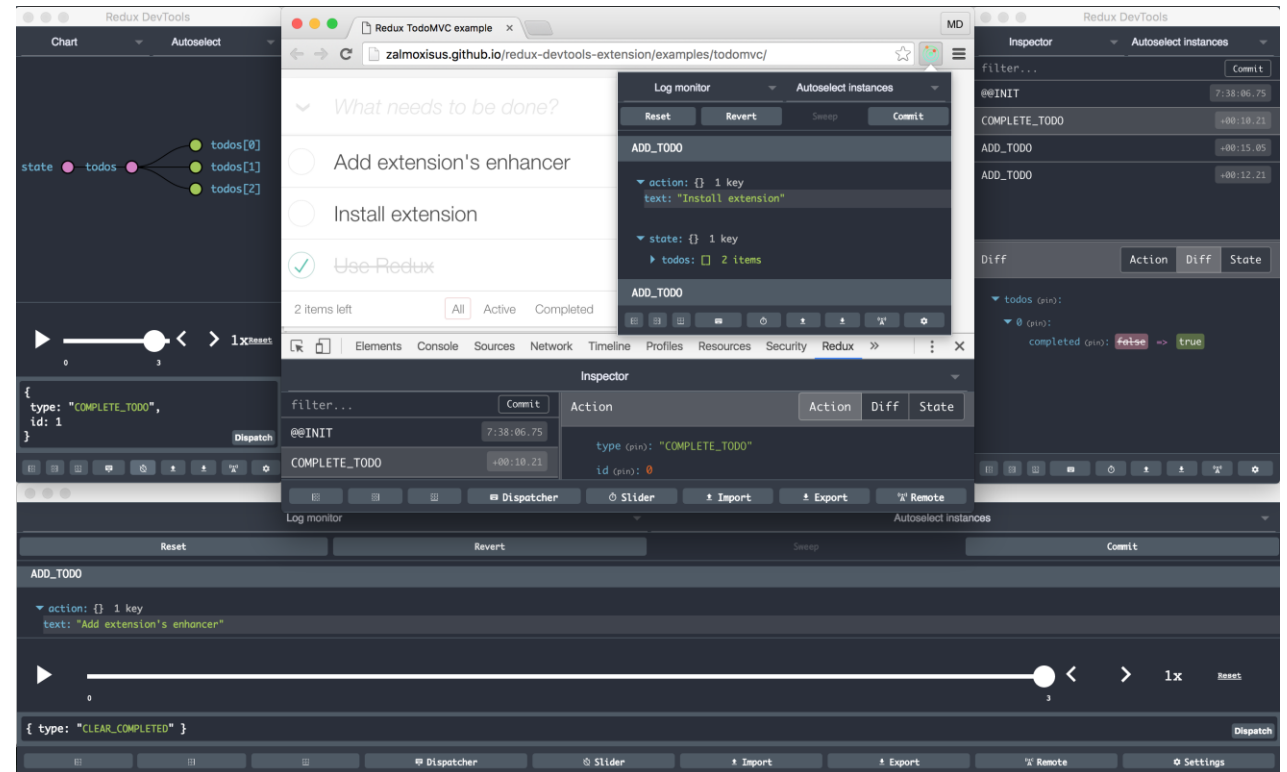 Redux DevTools
Chart
Autoselect
state
todos
todos[0]
todos[1]
todos[2]
0
3
1x
Reset
{
type: "COMPLETE_TODO",
id: 1
}
Dispatch
Redux TodoMVC example ×
MD
zalmoxisus.github.io/redux-devtools-extension/examples/todomvc/
What needs to be done?
Add extension's enhancer
Install extension
Use Redux
2 items left
All
Active
Completed
Log monitor
Autoselect instances
Reset
Revert
Sweep
Commit
ADD_TODO
action: {} 1 key
text: "Install extension"
state: {} 1 key
todos: [] 2 items
ADD_TODO
Elements Console Sources Network Timeline Profiles Resources Security Redux »
Inspector
filter...
Commit
@@INIT
7:38:06.75
COMPLETE_TODO
+00:10.21
Action
Action Diff State
type (pin): "COMPLETE_TODO"
id (pin): 0
Dispatcher
Slider
Import
Export
Remote
Redux DevTools
Inspector
Autoselect instances
filter...
Commit
@@INIT
7:38:06.75
COMPLETE_TODO
+00:10.21
ADD_TODO
+00:15.05
ADD_TODO
+00:12.21
Diff
Action Diff State
todos (pin):
0 (pin):
completed (pin): false => true
Log monitor
Autoselect instances
Reset
Revert
Sweep
Commit
ADD_TODO
action: {} 1 key
text: "Add extension's enhancer"
0
3
1x
Reset
{ type: "CLEAR_COMPLETED" }
Dispatch
Dispatcher
Slider
Import
Export
Remote
Settings